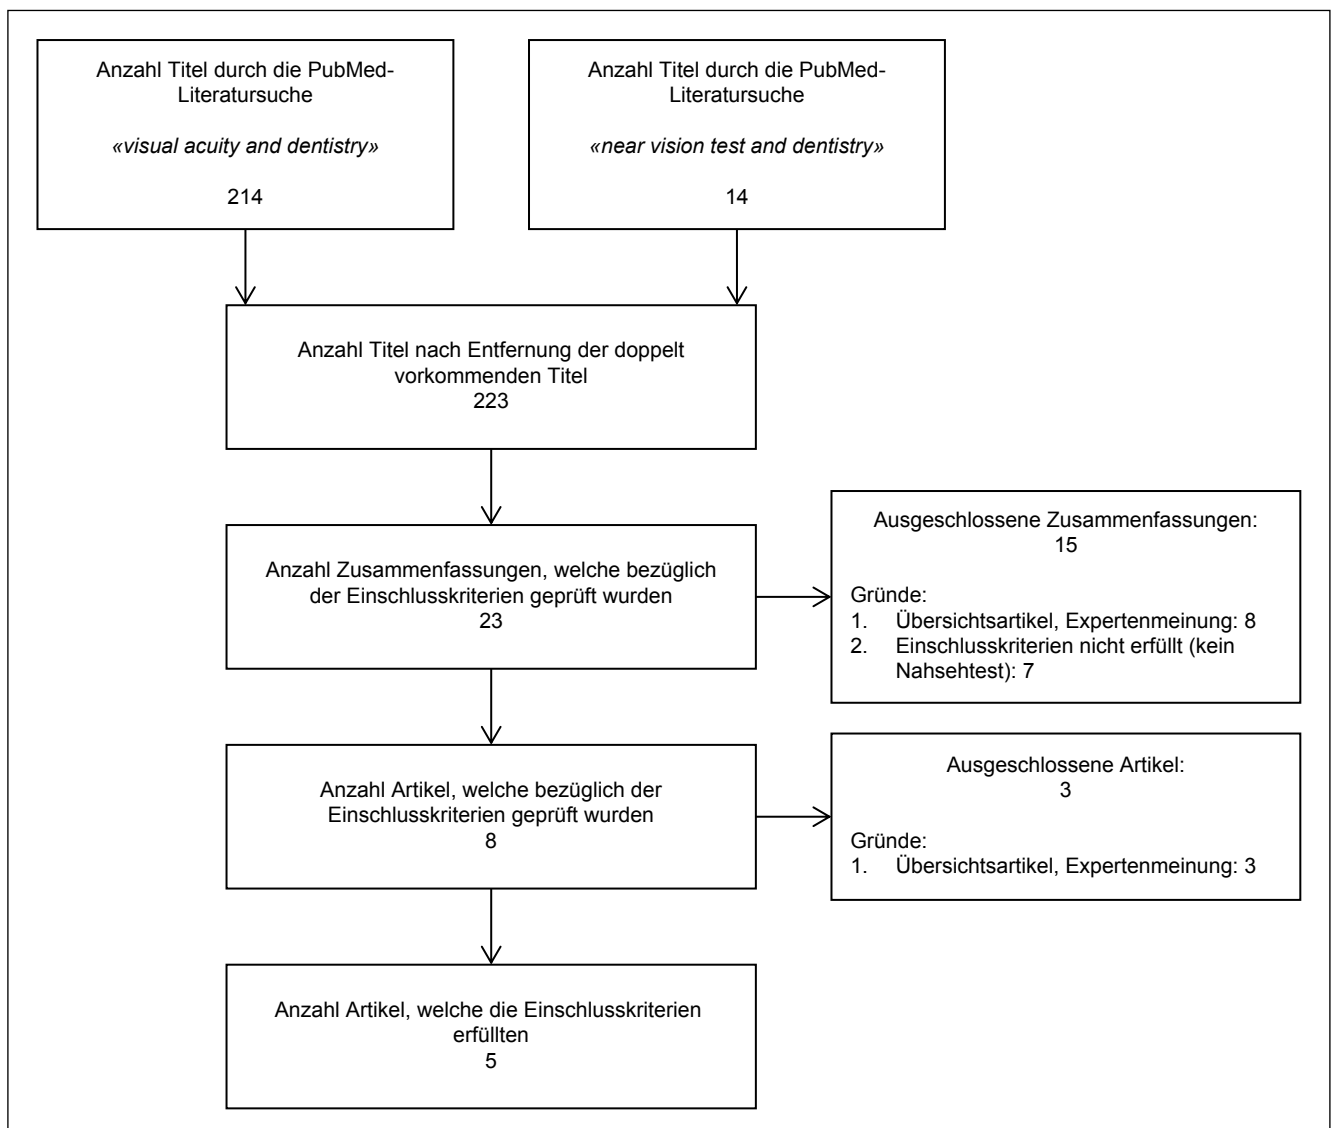 Anzahl Titel durch die PubMed-
Literatursuche
«visual acuity and dentistry»
214
Anzahl Titel durch die PubMed-
Literatursuche
«near vision test and dentistry»
14
Anzahl Titel nach Entfernung der doppelt
vorkommenden Titel
223
Anzahl Zusammenfassungen, welche bezüglich
der Einschlusskriterien geprüft wurden
23
Ausgeschlossene Zusammenfassungen:
15
Gründe:
1. Übersichtsartikel, Expertenmeinung: 8
2. Einschlusskriterien nicht erfüllt (kein
Nahsehtest): 7
Anzahl Artikel, welche bezüglich der
Einschlusskriterien geprüft wurden
8
Ausgeschlossene Artikel:
3
Gründe:
1. Übersichtsartikel, Expertenmeinung: 3
Anzahl Artikel, welche die Einschlusskriterien
erfüllten
5